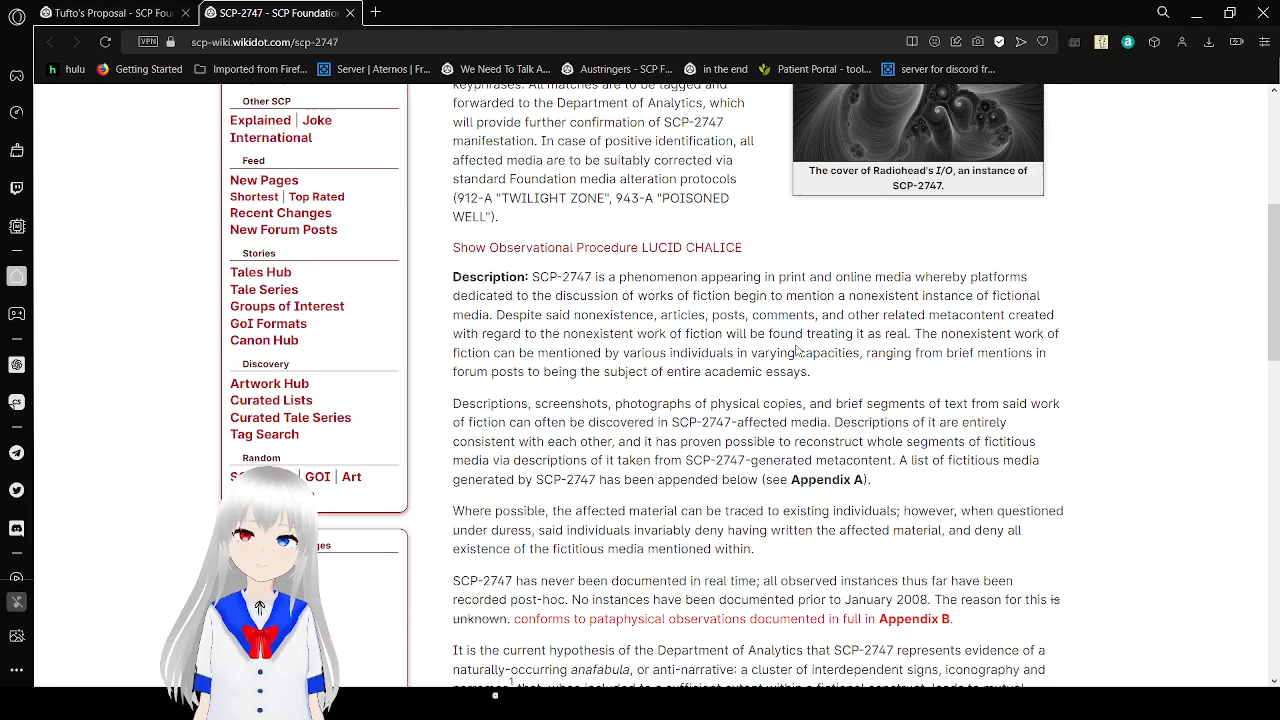 Tufto's Proposal - SCP Foun
SCP-2747 - SCP Foundatio
VPN
scp-wiki.wikidot.com/scp-2747
hulu
Getting Started
Imported from Firef...
Server | Aternos | Fr...
We Need To Talk A...
Austringers - SCP F...
in the end
Patient Portal - tool...
server for discord fr...
Other SCP
Explained | Joke
International
Feed
New Pages
Shortest | Top Rated
Recent Changes
New Forum Posts
Stories
Tales Hub
Tale Series
Groups of Interest
GoI Formats
Canon Hub
Discovery
Artwork Hub
Curated Lists
Curated Tale Series
Tag Search
Random
GOI | Art
keyphrases. All matches are to be tagged and
forwarded to the Department of Analytics, which
will provide further confirmation of SCP-2747
manifestation. In case of positive identification, all
affected media are to be suitably corrected via
standard Foundation media alteration protocols
(912-A "TWILIGHT ZONE", 943-A "POISONED
WELL").
The cover of Radiohead's I/O, an instance of
SCP-2747.
Show Observational Procedure LUCID CHALICE
Description: SCP-2747 is a phenomenon appearing in print and online media whereby platforms
dedicated to the discussion of works of fiction begin to mention a nonexistent instance of fictional
media. Despite said nonexistence, articles, posts, comments, and other related metacontent created
with regard to the nonexistent work of fiction will be found treating it as real. The nonexistent work of
fiction can be mentioned by various individuals in varying capacities, ranging from brief mentions in
forum posts to being the subject of entire academic essays.
Descriptions, screenshots, photographs of physical copies, and brief segments of text from said work
of fiction can often be discovered in SCP-2747-affected media. Descriptions of it are entirely
consistent with each other, and it has proven possible to reconstruct whole segments of fictitious
media via descriptions of it taken from SCP-2747-generated metacontent. A list of fictitious media
generated by SCP-2747 has been appended below (see Appendix A).
Where possible, the affected material can be traced to existing individuals; however, when questioned
under duress, said individuals invariably deny having written the affected material, and deny all
existence of the fictitious media mentioned within.
SCP-2747 has never been documented in real time; all observed instances thus far have been
recorded post-hoc. No instances have been documented prior to January 2008. The reason for this is
unknown. conforms to pataphysical observations documented in full in Appendix B.
It is the current hypothesis of the Department of Analytics that SCP-2747 represents evidence of a
naturally-occurring anafabula, or anti-narrative: a cluster of interdependent signs, iconography and